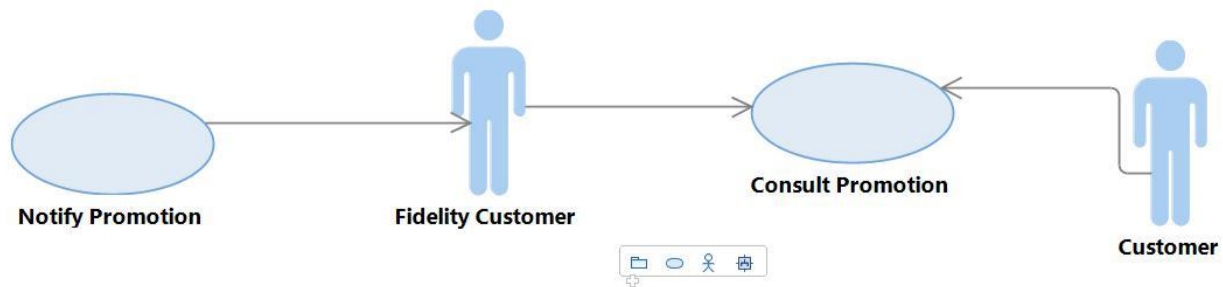 Notify Promotion
Fidelity Customer
Consult Promotion
Customer